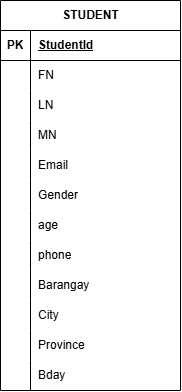 STUDENT
PK StudentId
FN
LN
MN
Email
Gender
age
phone
Barangay
City
Province
Bday